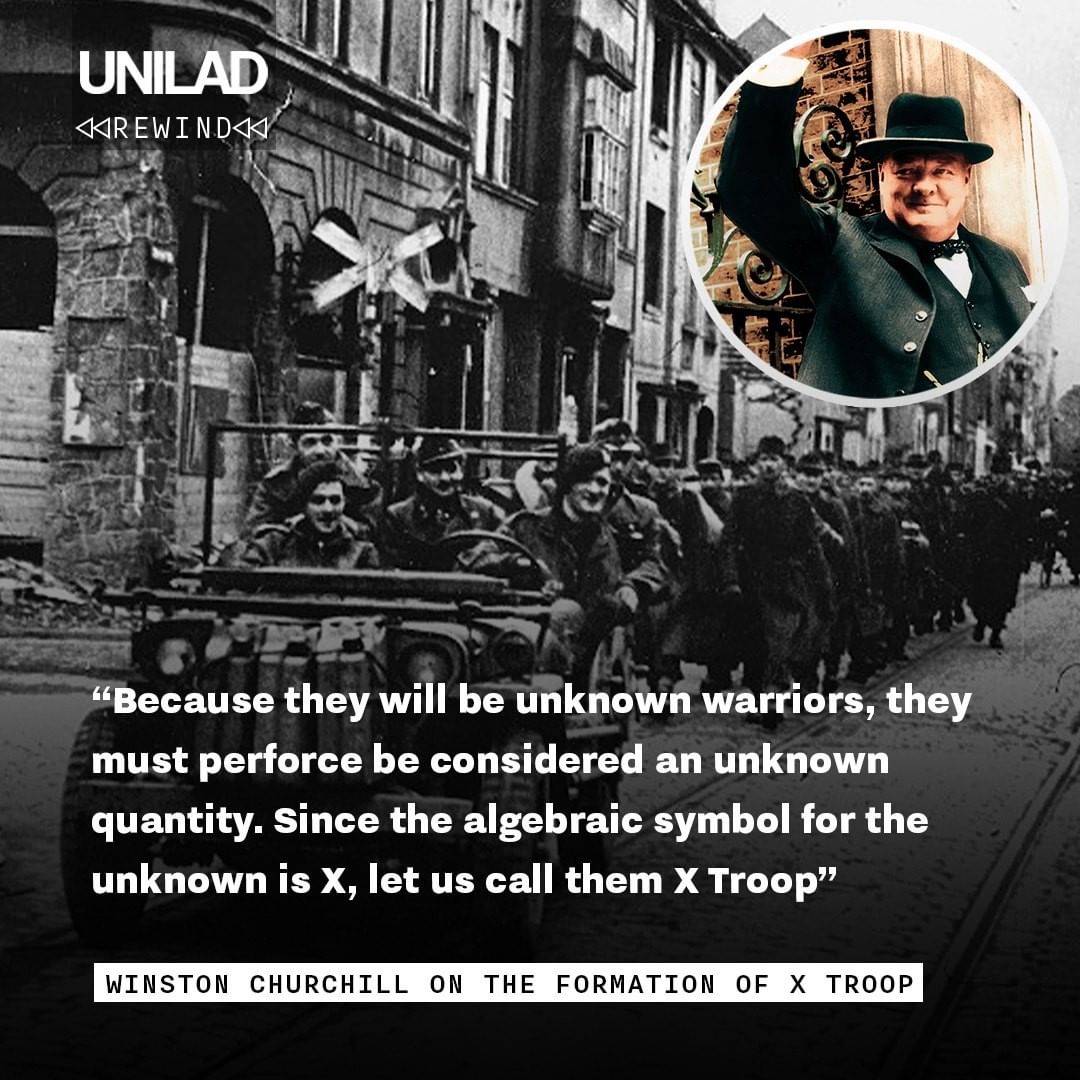 UNILAD
REWIND
“Because they will be unknown warriors, they
must perforce be considered an unknown
quantity. Since the algebraic symbol for the
unknown is X, let us call them X Troop”
WINSTON CHURCHILL ON THE FORMATION OF X TROOP